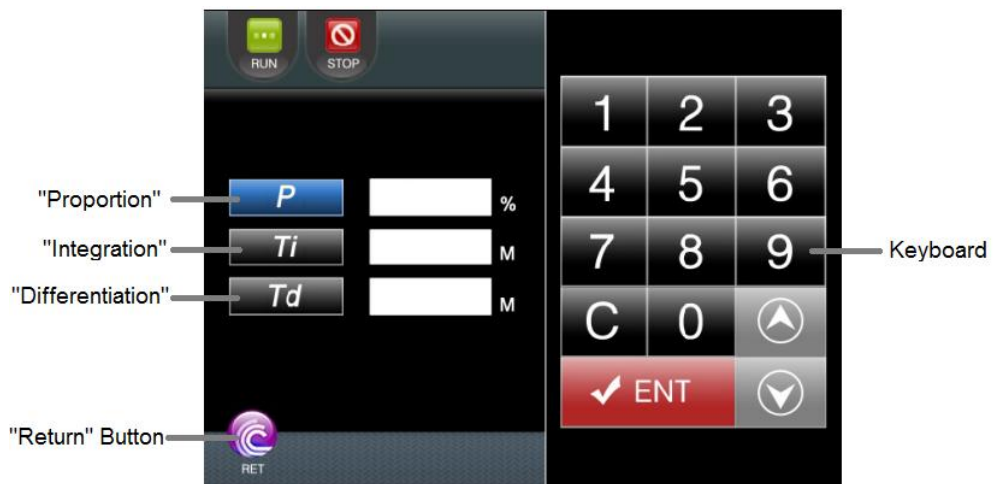 RUN
STOP
"Proportion"
P
%
"Integration"
Ti
M
"Differentiation"
Td
M
"Return" Button
RET
1 2 3
4 5 6
7 8 9
Keyboard
C 0
ENT